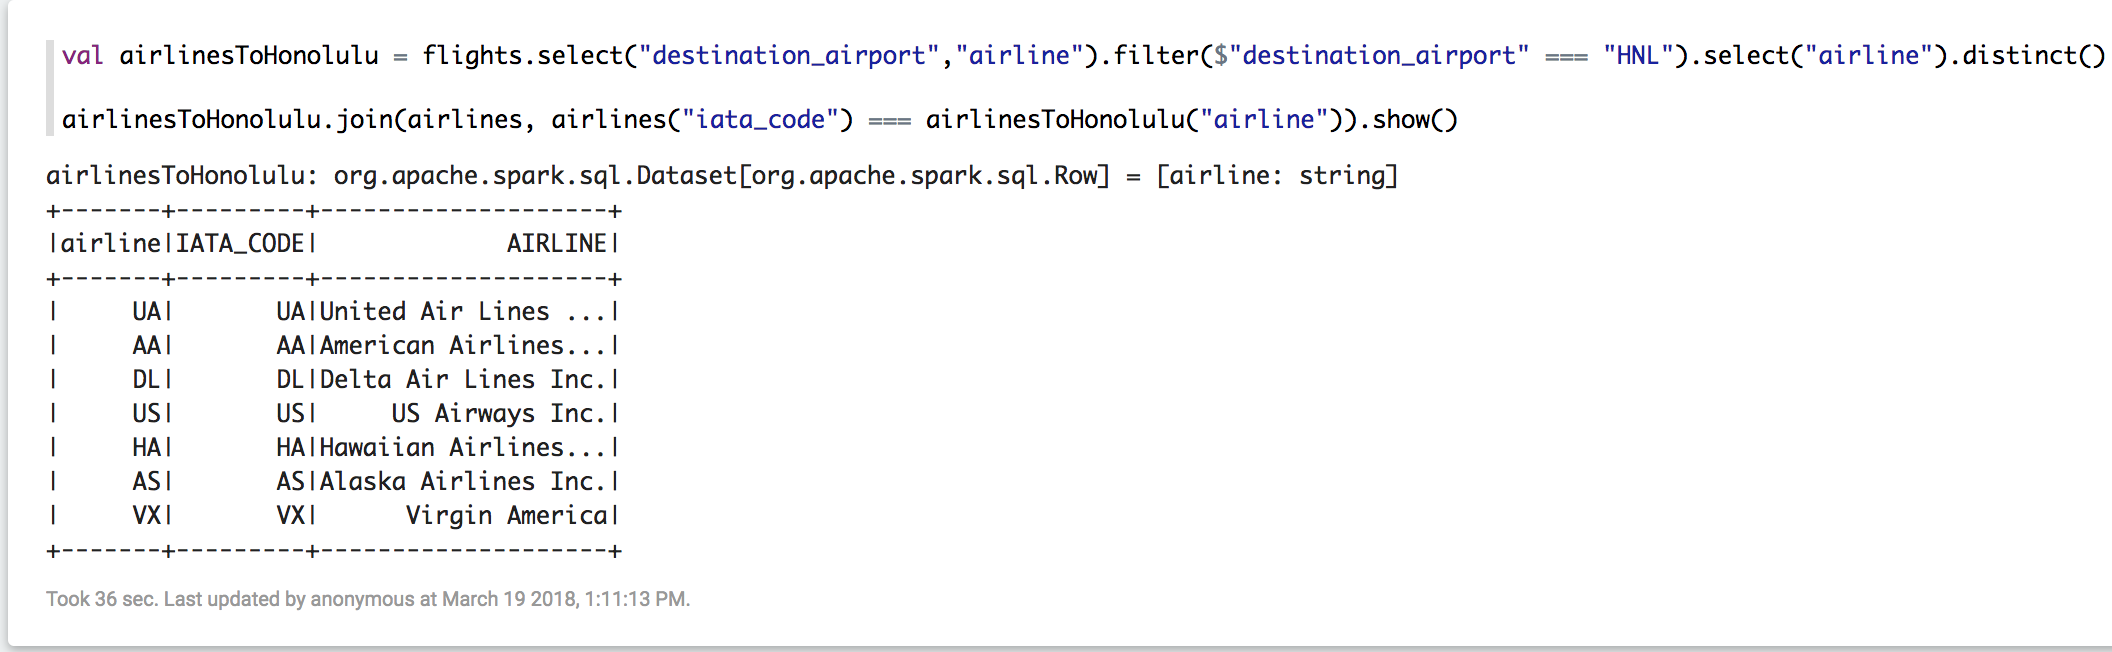 val airlinesToHonolulu = flights.select("destination_airport","airline").filter($"destination_airport" === "HNL").select("airline").distinct()
airlinesToHonolulu.join(airlines, airlines("iata_code") === airlinesToHonolulu("airline")).show()
airlinesToHonolulu: org.apache.spark.sql.Dataset[org.apache.spark.sql.Row] = [airline: string]
+-------+---------+--------------------+
|airline|IATA_CODE|             AIRLINE|
+-------+---------+--------------------+
|     UA|       UA|United Air Lines ...|
|     AA|       AA|American Airlines...|
|     DL|       DL|Delta Air Lines Inc.|
|     US|       US|     US Airways Inc.|
|     HA|       HA|Hawaiian Airlines...|
|     AS|       AS|Alaska Airlines Inc.|
|     VX|       VX|      Virgin America|
+-------+---------+--------------------+
Took 36 sec. Last updated by anonymous at March 19 2018, 1:11:13 PM.